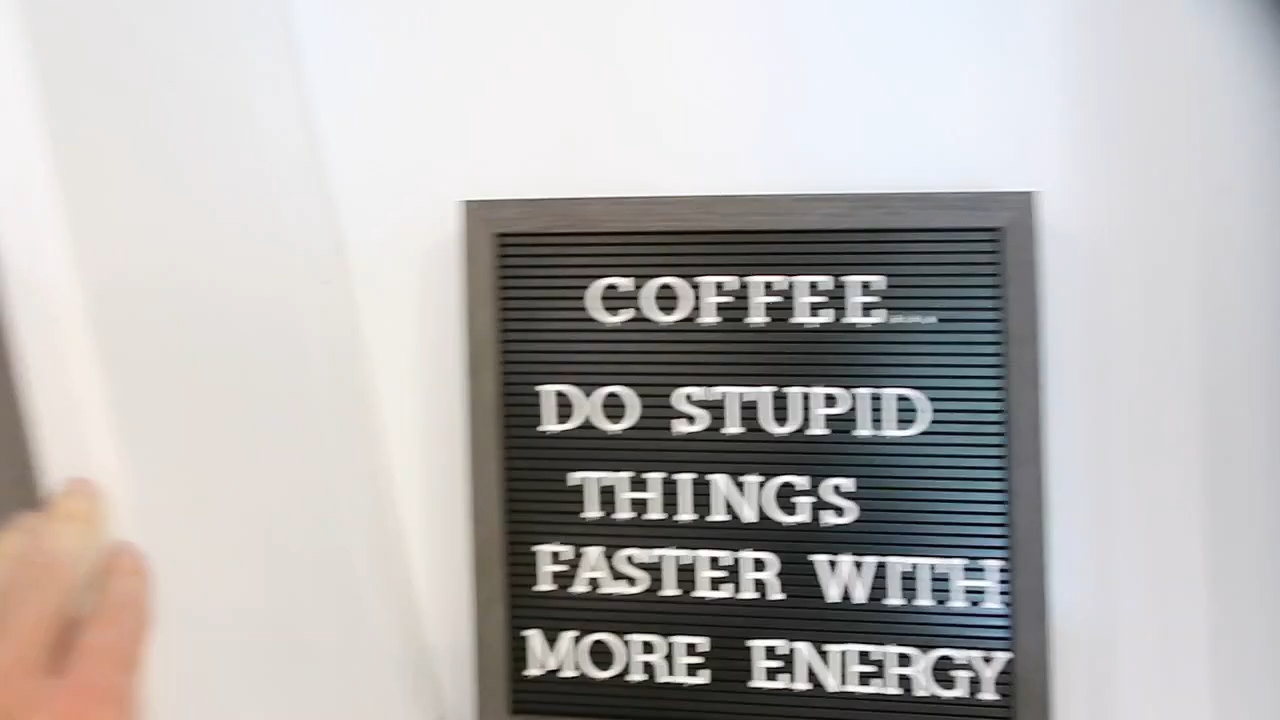 COFFEE....
DO STUPID
THINGS
FASTER WITH
MORE ENERGY